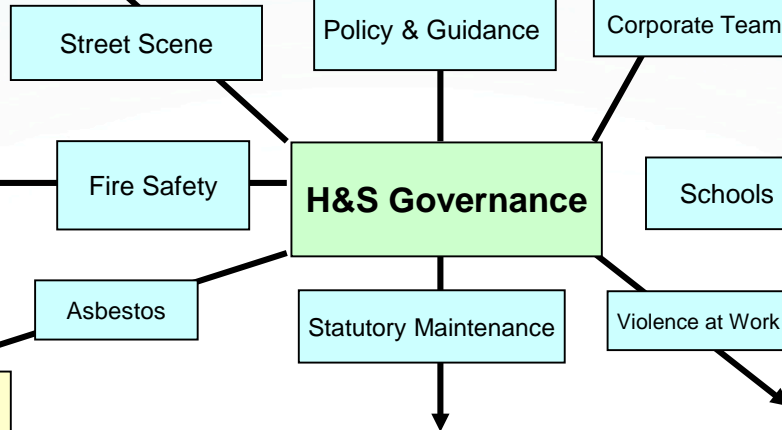 Street Scene
Policy & Guidance
Corporate Team
Fire Safety
H&S Governance
Schools
Asbestos
Statutory Maintenance
Violence at Work